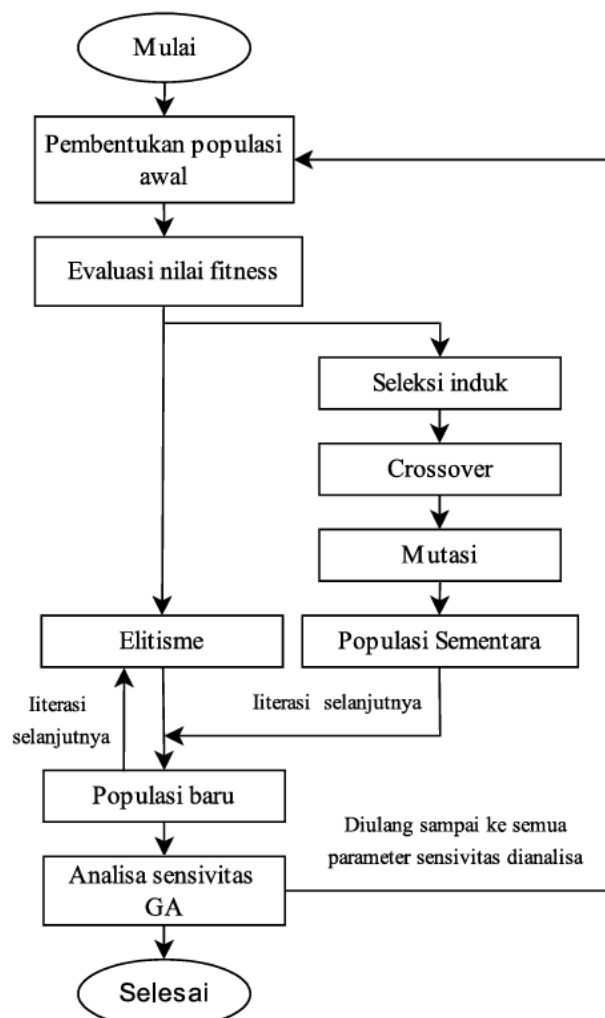 Mulai
Pembentukan populasi
awal
Evaluasi nilai fitness
Seleksi induk
Crossover
Mutasi
Elitisme
Populasi Sementara
Iiterasi
selanjutnya
Iiterasi selanjutnya
Populasi baru
Diulang sampai ke semua
parameter sensivitas dianalisa
Analisa sensivitas
GA
Selesai